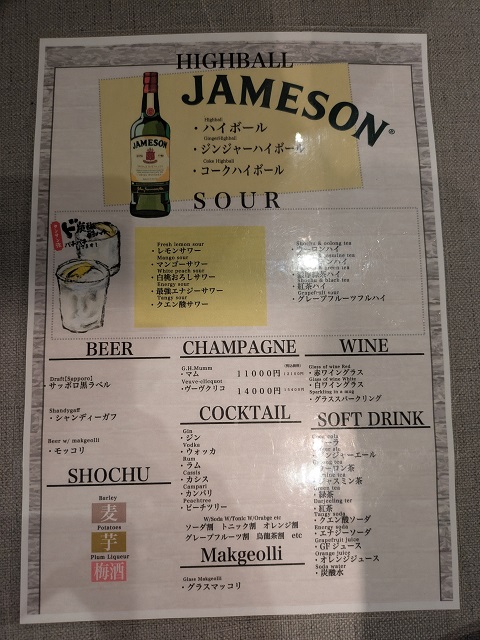 HIGHBALL
JAMESON®
Highball
・ハイボール
GingerHighball
・ジンジャーハイボール
Coke Highball
・コークハイボール
JAMESON
SOUR
Fresh lemon sour
・レモンサワー
Mango sour
・マンゴーサワー
White peach sour
・白桃おろしサワー
Energy sour
・最強エナジーサワー
Tangy sour
・クエン酸サワー
Shochu & oolong tea
Shochu & black tea
・紅茶ハイ
Grapefruit sour
・グレープフルーツフルハイ
BEER
Draft[Sapporo]
・サッポロ黒ラベル
Shandygaff
・シャンディーガフ
Beer w/ makgeolli
・モッコリ
SHOCHU
Barley
麦
Potatoes
芋
Plum Liqueur
梅酒
CHAMPAGNE
G.H.Mumm
・マム 11000円
Veuve clicquot
・ヴーヴクリコ 14000円
COCKTAIL
Gin
・ジン
Vodka
・ウォッカ
Rum
・ラム
Cassis
・カシス
Campari
・カンパリ
Peachtree
・ピーチツリー
W/Soda W/Tonic W/Orabge etc
ソーダ割 トニック割 オレンジ割
グレープフルーツ割 烏龍茶割 etc
Makgeolli
Glass Makgeolli
・グラスマッコリ
WINE
Glass of wine Red
・赤ワイングラス
Glass of wine White
・白ワイングラス
Sparkling in a mug
・グラススパークリング
SOFT DRINK
ジンジャーエール
ジャスミン茶
Green tea
・緑茶
Darjeeling ter
・紅茶
Tangy soda
・クエン酸ソーダ
Energy soda
・エナジーソーダ
Grapefruit juice
・GFジュース
Orange juice
・オレンジジュース
Soda water
・炭酸水